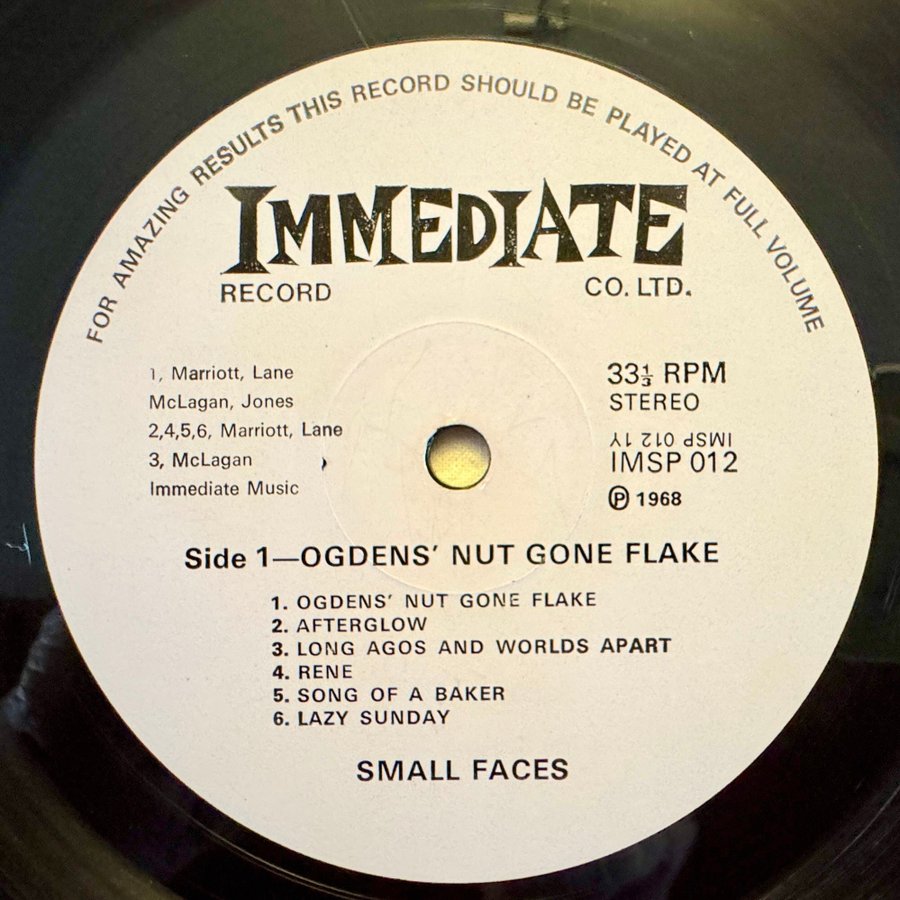 FOR AMAZING RESULTS THIS RECORD SHOULD BE PLAYED AT FULL VOLUME
IMMEDIATE
RECORD CO. LTD.
1, Marriott, Lane
McLagan, Jones
2,4,5,6, Marriott, Lane
3, McLagan
Immediate Music
33⅓ RPM
STEREO
IMSP 012 1Y
IMSP 012
℗ 1968
Side 1—OGDENS' NUT GONE FLAKE
1. OGDENS' NUT GONE FLAKE
2. AFTERGLOW
3. LONG AGOS AND WORLDS APART
4. RENE
5. SONG OF A BAKER
6. LAZY SUNDAY
SMALL FACES